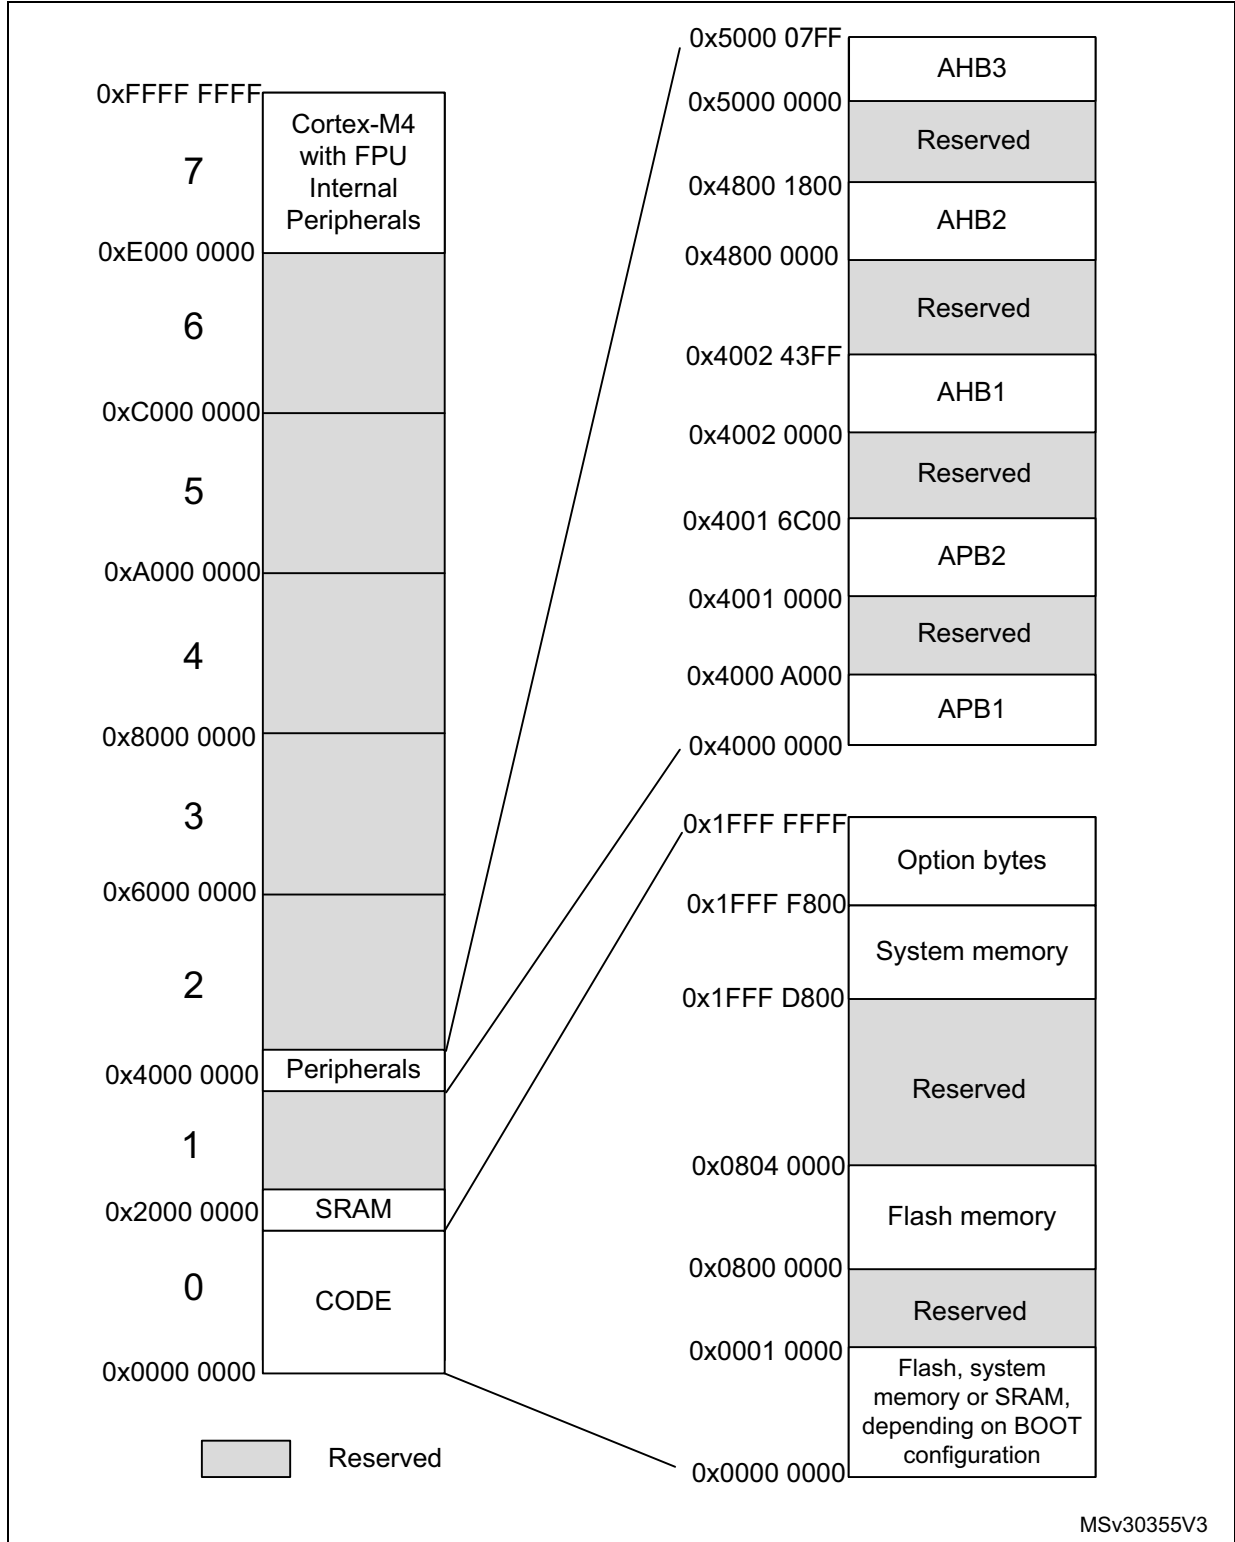 0xFFFF FFFF
Cortex-M4
with FPU
Internal
Peripherals
7
0xE000 0000
6
0xC000 0000
5
0xA000 0000
4
0x8000 0000
3
0x6000 0000
2
Peripherals
0x4000 0000
1
SRAM
0x2000 0000
0
CODE
0x0000 0000
Reserved
0x5000 07FF
AHB3
0x5000 0000
Reserved
0x4800 1800
AHB2
0x4800 0000
Reserved
0x4002 43FF
AHB1
0x4002 0000
Reserved
0x4001 6C00
APB2
0x4001 0000
Reserved
0x4000 A000
APB1
0x4000 0000
0x1FFF FFFF
Option bytes
0x1FFF F800
System memory
0x1FFF D800
Reserved
0x0804 0000
Flash memory
0x0800 0000
Reserved
0x0001 0000
Flash, system
memory or SRAM,
depending on BOOT
configuration
0x0000 0000
MSv30355V3